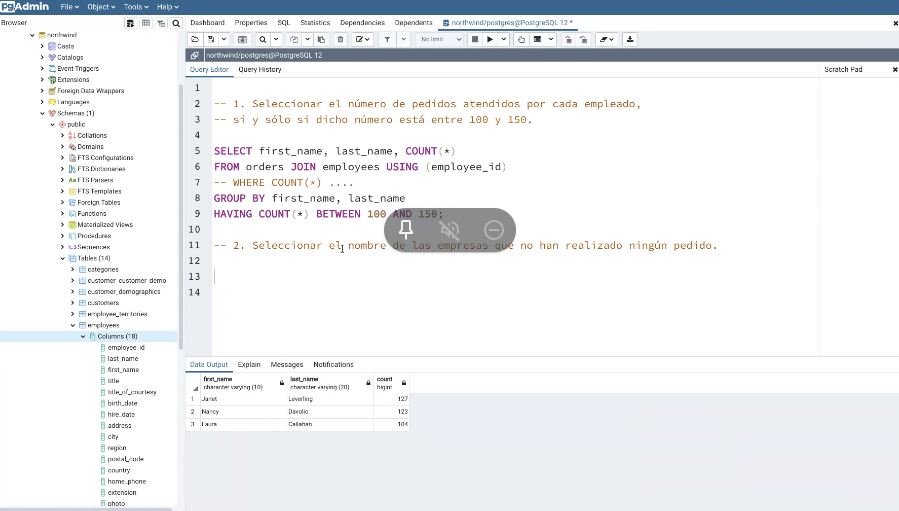 PgAdmin File Object Tools Help
Browser
Dashboard Properties SQL Statistics Dependencies Dependents northwind/postgres@PostgreSQL 12 *
No limit
northwind/postgres@PostgreSQL 12
Query Editor Query History
Scratch Pad
northwind
Casts
Catalogs
Event Triggers
Extensions
Foreign Data Wrappers
Languages
Schemas (1)
public
Collations
Domains
FTS Configurations
FTS Dictionaries
FTS Parsers
FTS Templates
Foreign Tables
Functions
Materialized Views
Procedures
Sequences
Tables (14)
categories
customer_customer_demo
customer_demographics
customers
employee_territories
employees
Columns (18)
employee_id
last_name
first_name
title
title_of_courtesy
birth_date
hire_date
address
city
region
postal_code
country
home_phone
extension
photo
1
2 -- 1. Seleccionar el número de pedidos atendidos por cada empleado,
3 -- sí y sólo si dicho número está entre 100 y 150.
4
5 SELECT first_name, last_name, COUNT(*)
6 FROM orders JOIN employees USING (employee_id)
7 -- WHERE COUNT(*) ....
8 GROUP BY first_name, last_name
9 HAVING COUNT(*) BETWEEN 100 AND 150;
10
11 -- 2. Seleccionar el nombre de las empresas que no han realizado ningún pedido.
12
13
14
Data Output Explain Messages Notifications
first_name last_name count
character varying (10) character varying (20) bigint
1 Janet Leverling 127
2 Nancy Davolio 123
3 Laura Callahan 104